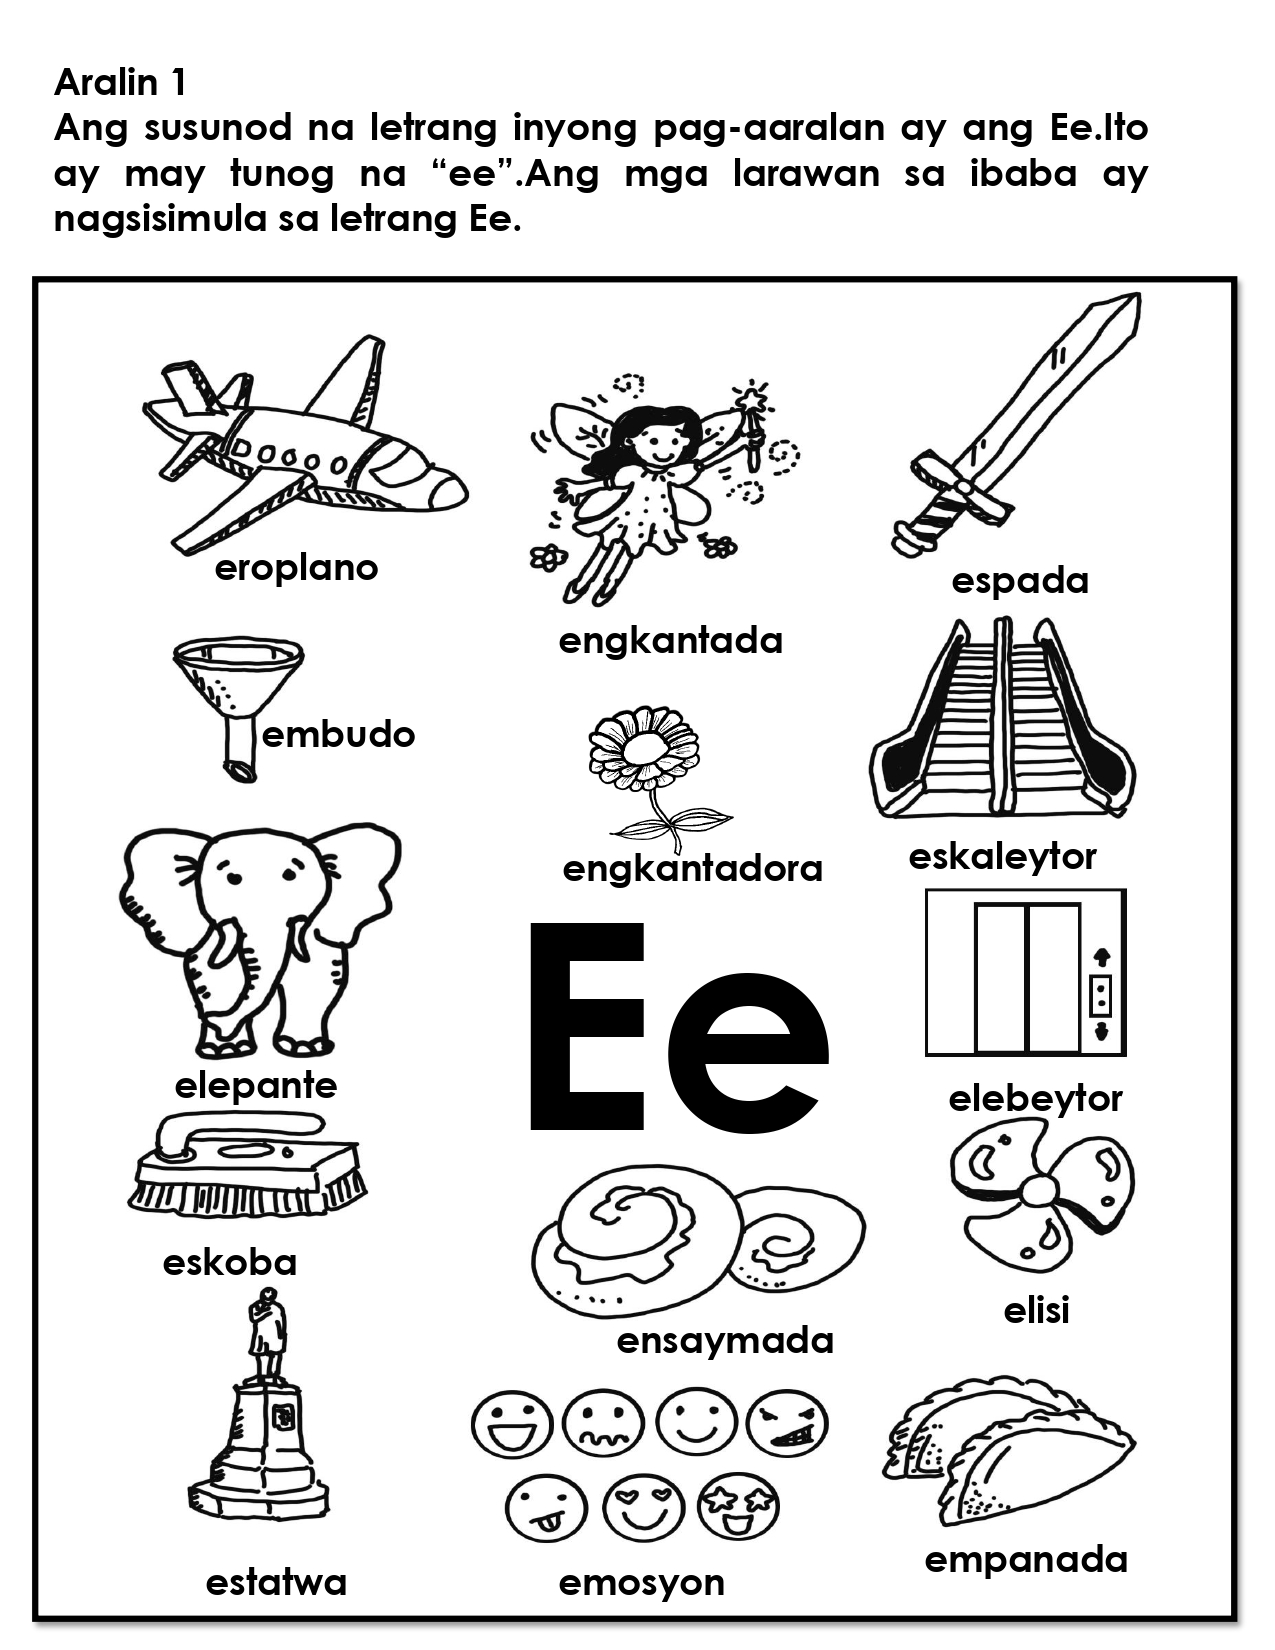 Aralin 1
Ang susunod na letrang inyong pag-aaralan ay ang Ee.Ito
ay may tunog na “ee”.Ang mga larawan sa ibaba ay
nagsisimula sa letrang Ee.
eroplano
engkantada
espada
embudo
engkantadora
eskaleytor
elepante
Ee
elebeytor
eskoba
ensaymada
elisi
estatwa
emosyon
empanada